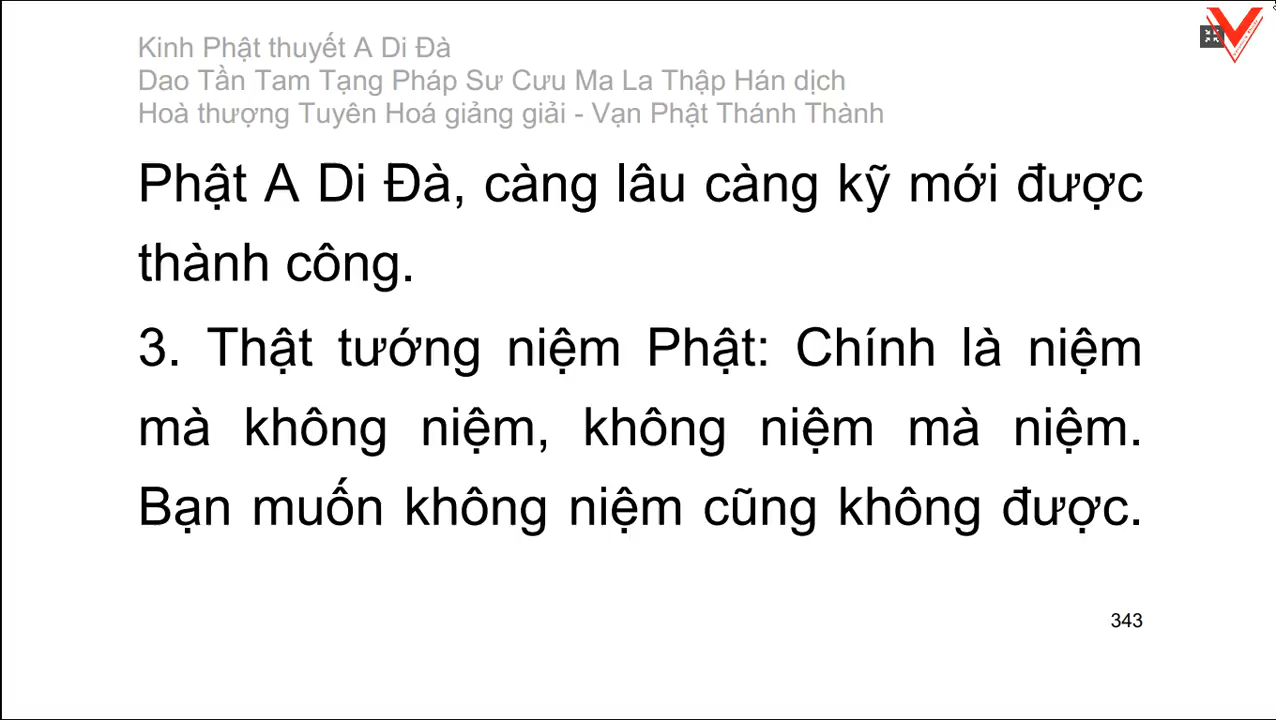 Kinh Phật thuyết A Di Đà
Dao Tần Tam Tạng Pháp Sư Cưu Ma La Thập Hán dịch
Hoà thượng Tuyên Hoá giảng giải - Vạn Phật Thánh Thành
Phật A Di Đà, càng lâu càng kỹ mới được
thành công.
3. Thật tướng niệm Phật: Chính là niệm
mà không niệm, không niệm mà niệm.
Bạn muốn không niệm cũng không được.
343